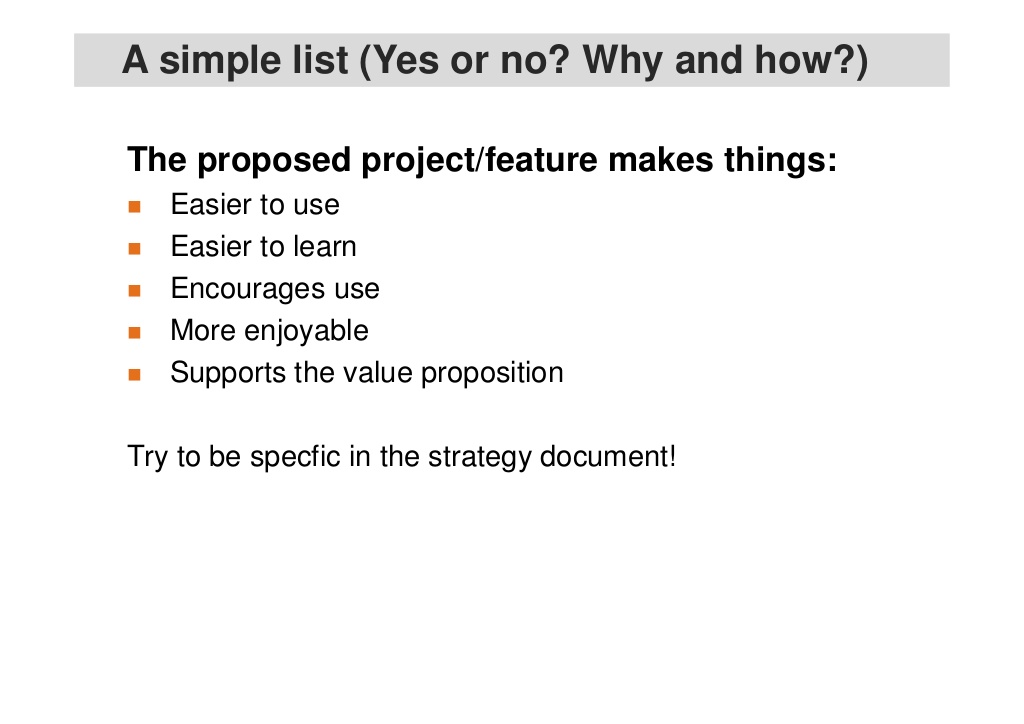 A simple list (Yes or no? Why and how?)
The proposed project/feature makes things:
Easier to use
Easier to learn
Encourages use
More enjoyable
Supports the value proposition
Try to be specfic in the strategy document!